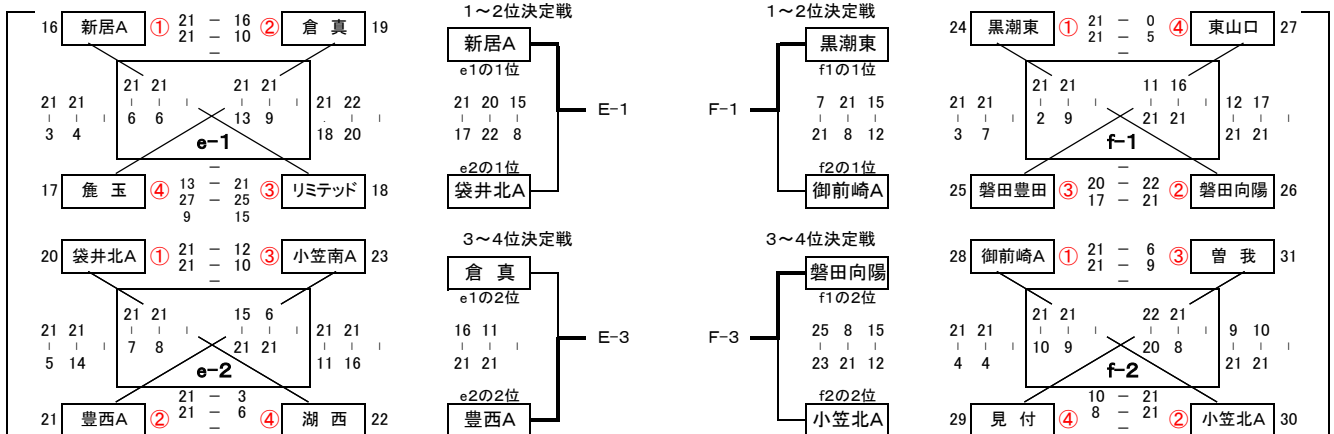 1～2位決定戦
1～2位決定戦
16 新居A ① 21 － 16 ② 倉　真 19
21 － 10
－
新居A
e1の1位
黒潮東
f1の1位
24 黒潮東 ① 21 － 0 ④ 東山口 27
21 － 5
－
21 21
21 21
21 21 | 21 22
6 6
13 9
3 4
18 20
e-1
21 20 15
17 22 8
E-1
F-1
7 21 15
21 8 12
21 21
11 16
21 21
12 17
2 9
21 21
3 7
21 21
f-1
－
e2の1位
f2の1位
－
17 麁　玉 ④ 13 － 21 ③ リミテッド 18
27 － 25
9 15
袋井北A
御前崎A
25 磐田豊田 ③ 20 － 22 ② 磐田向陽 26
17 － 21
3～4位決定戦
3～4位決定戦
20 袋井北A ① 21 － 12 ③ 小笠南A 23
21 － 10
－
倉　真
e1の2位
磐田向陽
f1の2位
28 御前崎A ① 21 － 6 ③ 曽　我 31
21 － 9
－
21 21
15 6
21 21
21 21
7 8
21 21
5 14
11 16
e-2
16 11
21 21
E-3
F-3
25 8 15
23 21 12
21 21
22 21
21 21
9 10
10 9
20 8
4 4
21 21
f-2
e2の2位
f2の2位
21 豊西A ② 21 － 3 ④ 湖　西 22
21 － 6
－
豊西A
小笠北A
29 見　付 ④ 10 － 21 ② 小笠北A 30
8 － 21
－